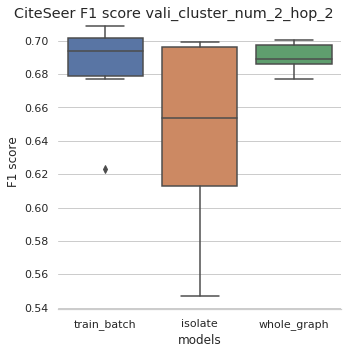 CiteSeer F1 score vali_cluster_num_2_hop_2
0.70
0.68
0.66
0.64
0.62
0.60
0.58
0.56
0.54
F1 score
train_batch isolate whole_graph
models